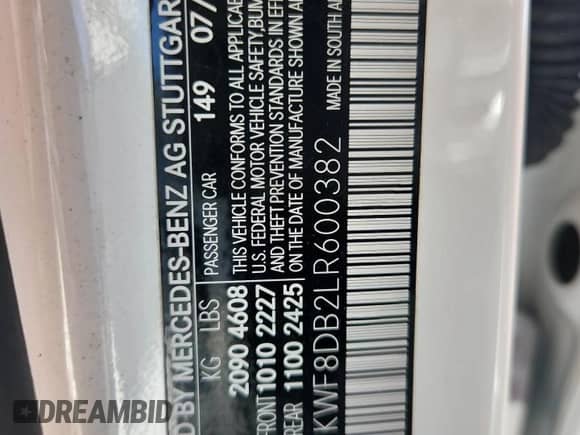 D BY MERCEDES-BENZ AG STUTTGAR
KG LBS PASSENGER CAR 149 07/
2090 4608 THIS VEHICLE CONFORMS TO ALL APPLICAB
FRONT 1010 2227 U.S. FEDERAL MOTOR VEHICLE SAFETY, BUM
REAR 1100 2425 AND THEFT PREVENTION STANDARDS IN EFF
ON THE DATE OF MANUFACTURE SHOWN A
KWF8DB2LR600382 MADE IN SOUTH A
DREAMBID